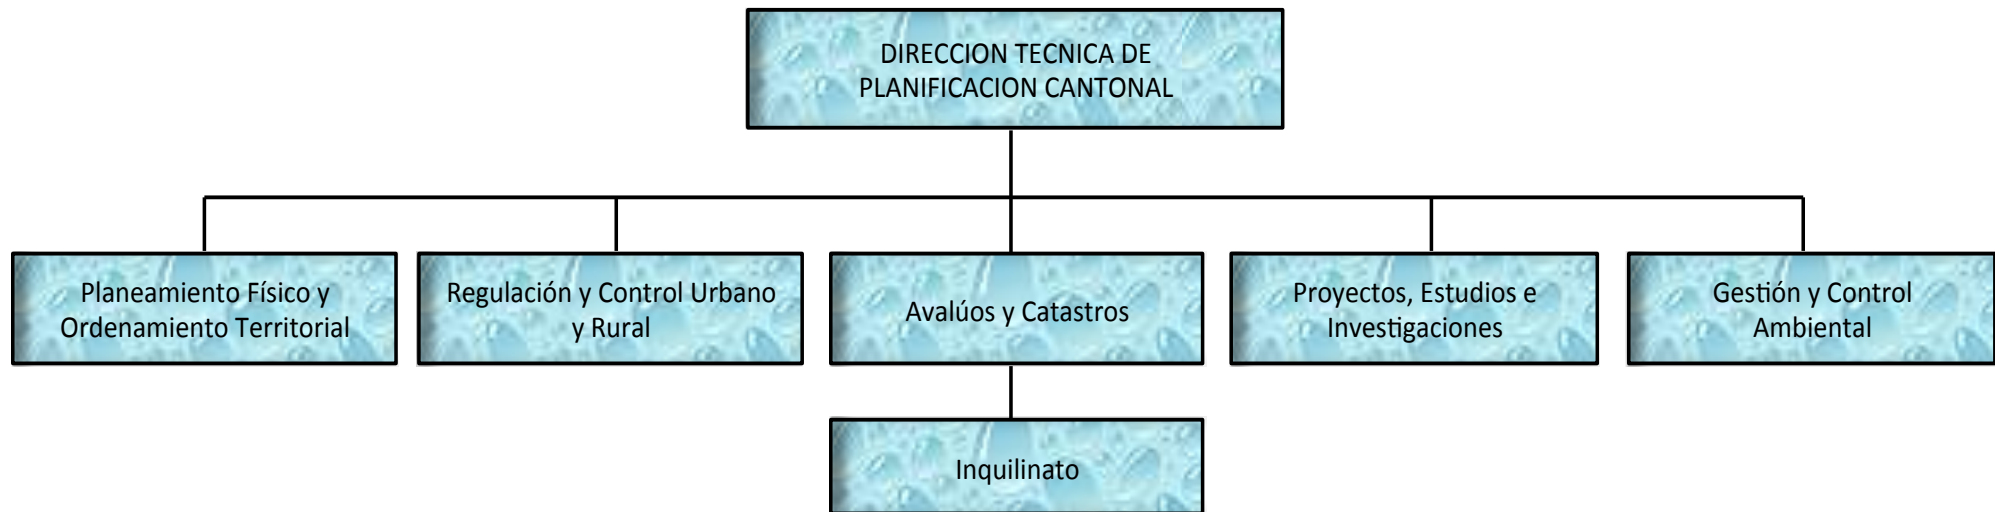 DIRECCION TECNICA DE
PLANIFICACION CANTONAL
Planeamiento Físico y
Ordenamiento Territorial
Regulación y Control Urbano
y Rural
Avalúos y Catastros
Proyectos, Estudios e
Investigaciones
Gestión y Control
Ambiental
Inquilinato